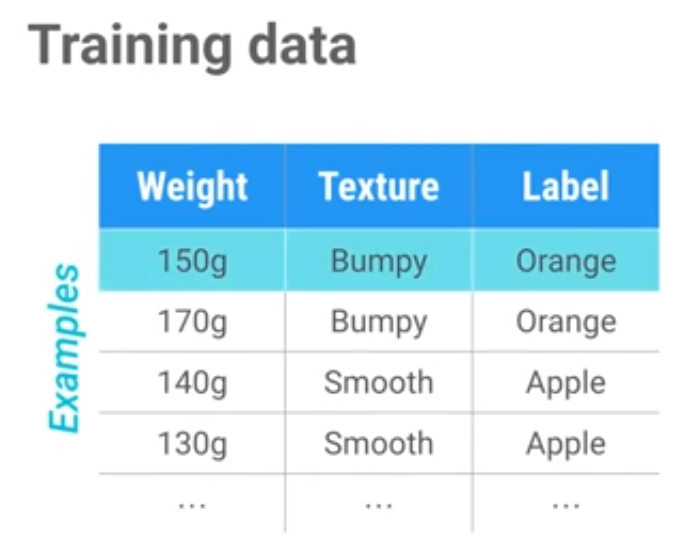 Training data
Weight Texture Label
Examples
150g Bumpy Orange
170g Bumpy Orange
140g Smooth Apple
130g Smooth Apple
... ... ...